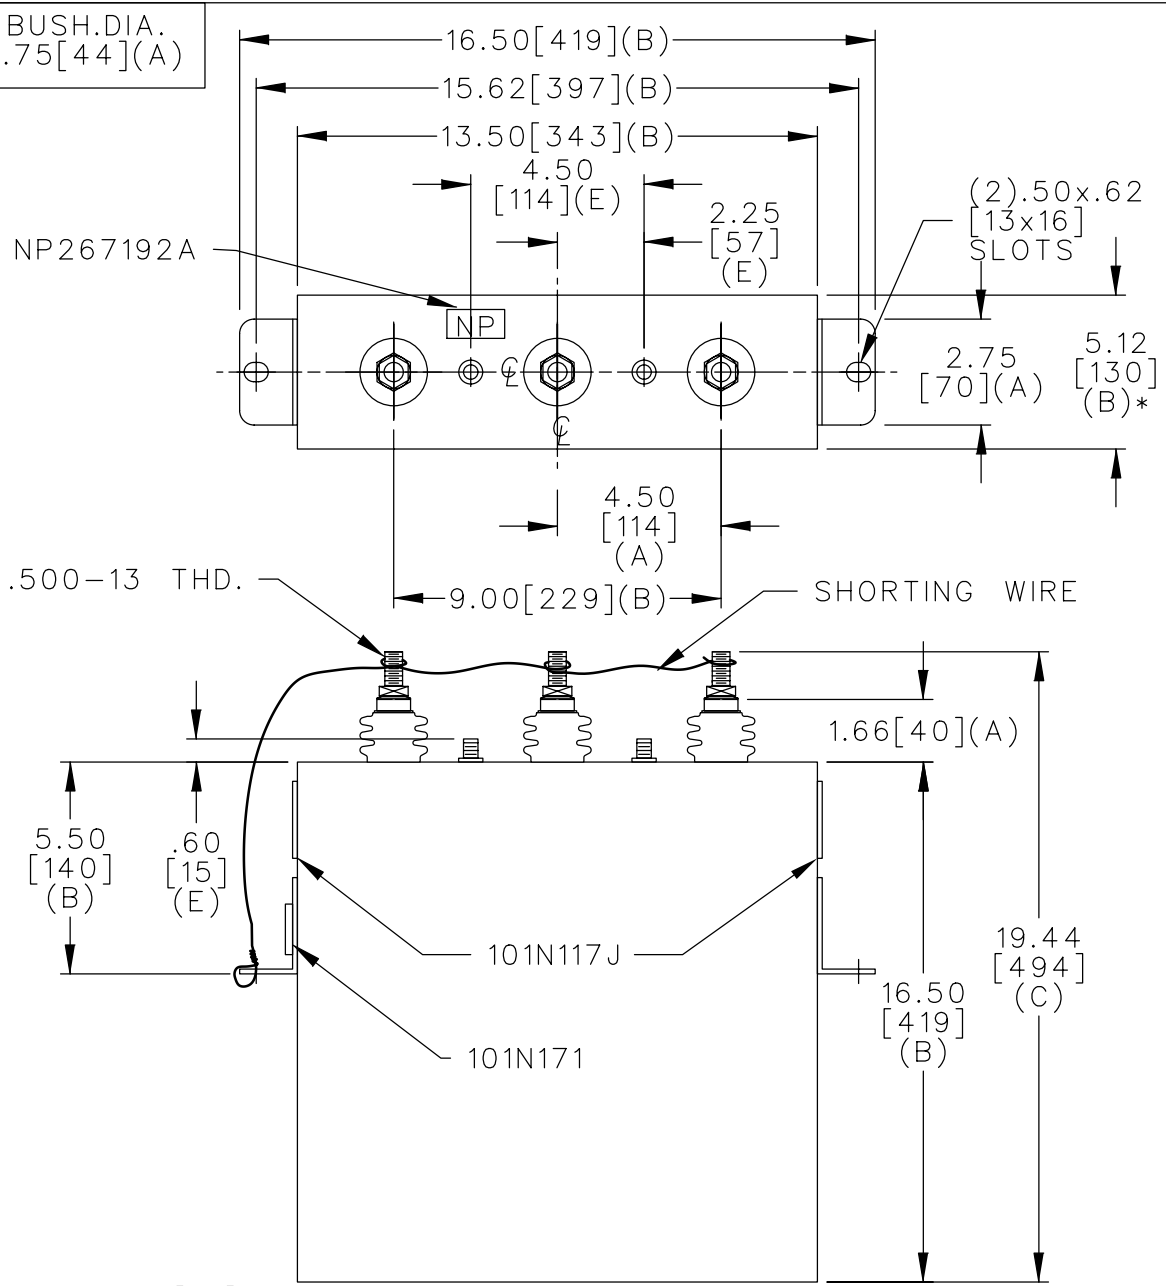 BUSH.DIA.
.75[44](A)
16.50[419](B)
15.62[397](B)
13.50[343](B)
4.50
[114](E)
2.25
[57]
(E)
(2).50x.62
[13x16]
SLOTS
NP267192A
NP
℄
℄
2.75
[70](A)
5.12
[130]
(B)*
4.50
[114]
(A)
.500-13 THD.
9.00[229](B)
SHORTING WIRE
1.66[40](A)
5.50
[140]
(B)
.60
[15]
(E)
101N117J
19.44
[494]
(C)
16.50
[419]
(B)
101N171